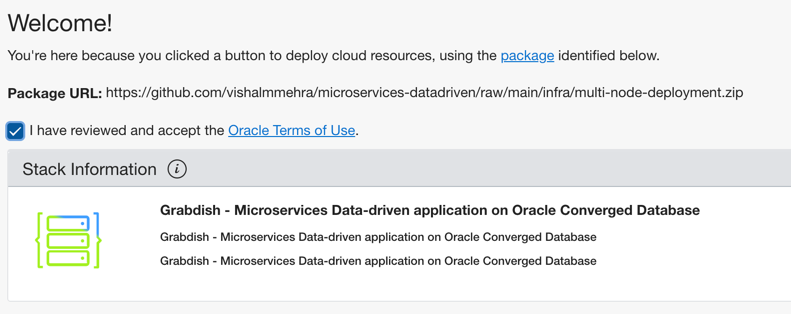 Welcome!
You're here because you clicked a button to deploy cloud resources, using the package identified below.
Package URL: https://github.com/vishalmmehra/microservices-datadriven/raw/main/infra/multi-node-deployment.zip
I have reviewed and accept the Oracle Terms of Use.
Stack Information i
Grabdish - Microservices Data-driven application on Oracle Converged Database
Grabdish - Microservices Data-driven application on Oracle Converged Database
Grabdish - Microservices Data-driven application on Oracle Converged Database